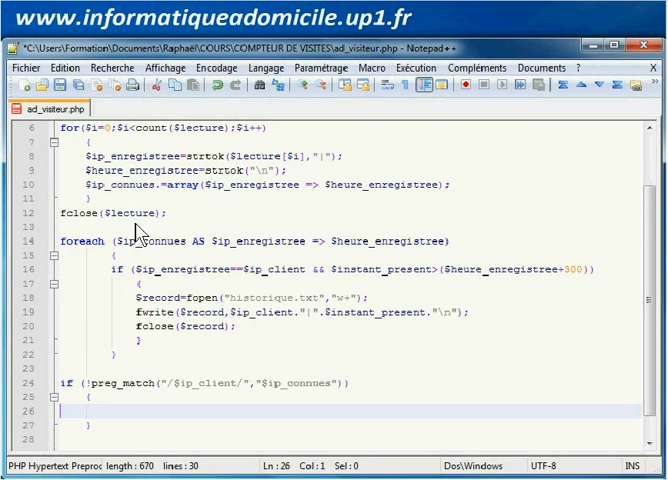 www.informatiqueadomicile.up1.fr
*C:\Users\Formation\Documents\Raphaël\COURS\COMPTEUR DE VISITES\ad_visiteur.php - Notepad++
Fichier Edition Recherche Affichage Encodage Langage Paramétrage Macro Exécution Compléments Documents ? X
ad_visiteur.php
6 for($i=0;$i<count($lecture);$i++)
7 {
8 $ip_enregistree=strtok($lecture[$i],"|");
9 $heure_enregistree=strtok("\n");
10 $ip_connues.=array($ip_enregistree => $heure_enregistree);
11 }
12 fclose($lecture);
13
14 foreach ($ip_connues AS $ip_enregistree => $heure_enregistree)
15 {
16 if ($ip_enregistree==$ip_client && $instant_present>($heure_enregistree+300))
17 {
18 $record=fopen("historique.txt","w+");
19 fwrite($record,$ip_client."|".$instant_present."\n");
20 fclose($record);
21 }
22 }
23
24 if (!preg_match("/$ip_client/","$ip_connues"))
25 {
26
27 }
28
PHP Hypertext Preproc length : 670 lines : 30 Ln : 26 Col : 1 Sel : 0 Dos\Windows UTF-8 INS